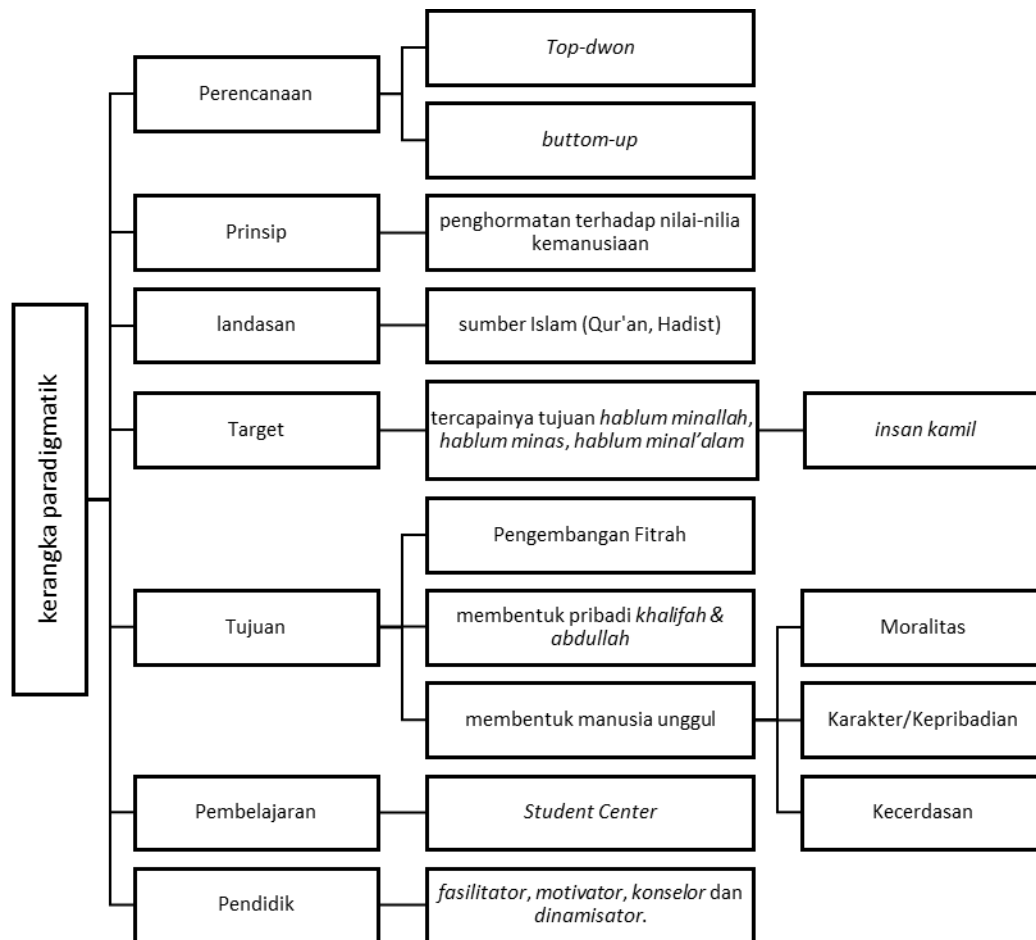 kerangka paradigmatik
Perencanaan
Top-dwon
buttom-up
Prinsip
penghormatan terhadap nilai-nilia
kemanusiaan
landasan
sumber Islam (Qur'an, Hadist)
Target
tercapainya tujuan hablum minallah,
hablum minas, hablum minal’alam
insan kamil
Tujuan
Pengembangan Fitrah
membentuk pribadi khalifah &
abdullah
membentuk manusia unggul
Moralitas
Karakter/Kepribadian
Kecerdasan
Pembelajaran
Student Center
Pendidik
fasilitator, motivator, konselor dan
dinamisator.